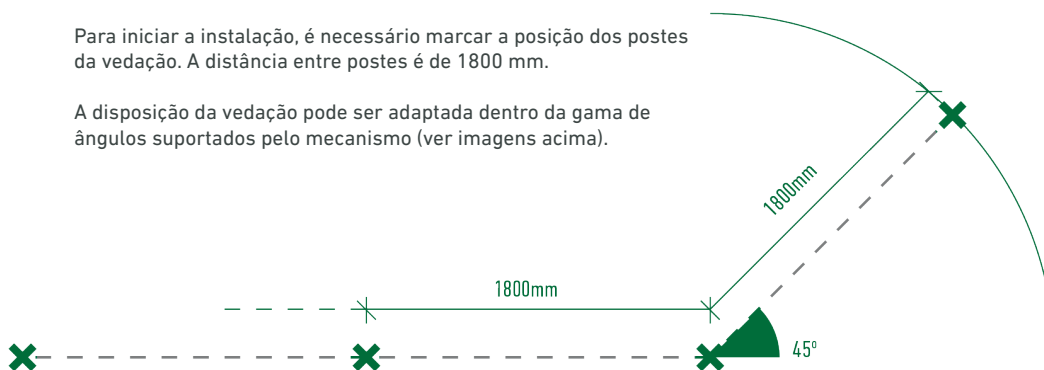 Para iniciar a instalação, é necessário marcar a posição dos postes
da vedação. A distância entre postes é de 1800 mm.
A disposição da vedação pode ser adaptada dentro da gama de
ângulos suportados pelo mecanismo (ver imagens acima).
1800mm
1800mm
45º